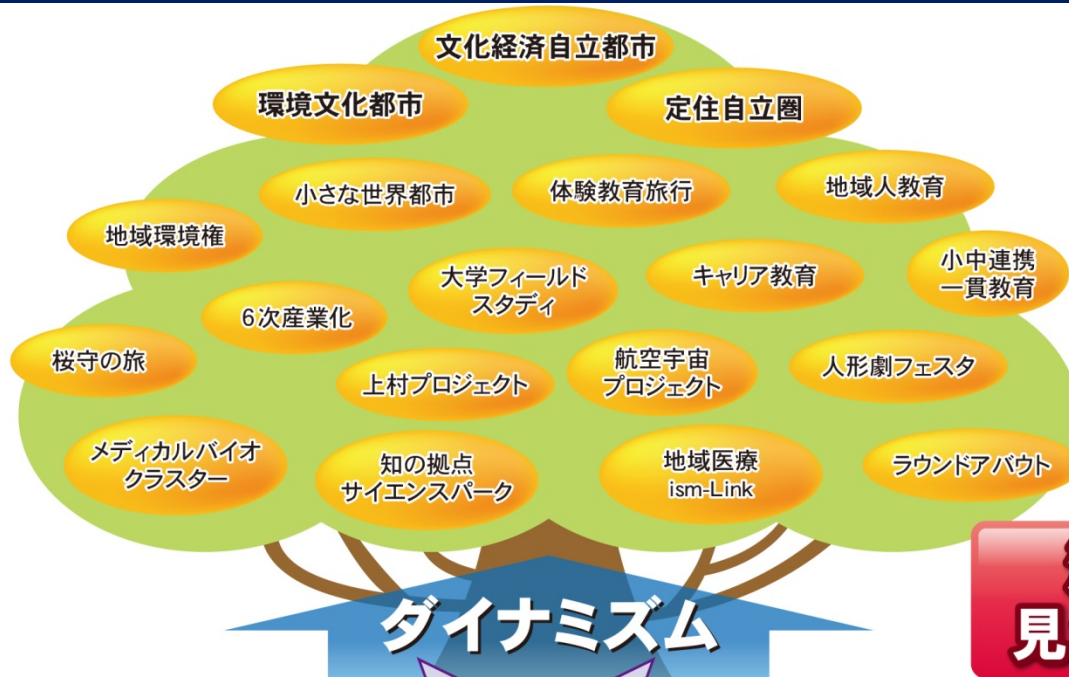 文化経済自立都市
環境文化都市
定住自立圏
小さな世界都市
体験教育旅行
地域人教育
地域環境権
大学フィールド
スタディ
キャリア教育
小中連携
一貫教育
6次産業化
桜守の旅
上村プロジェクト
航空宇宙
プロジェクト
人形劇フェスタ
メディカルバイオ
クラスター
知の拠点
サイエンスパーク
地域医療
ism-Link
ラウンドアバウト
ダイナミズム
見